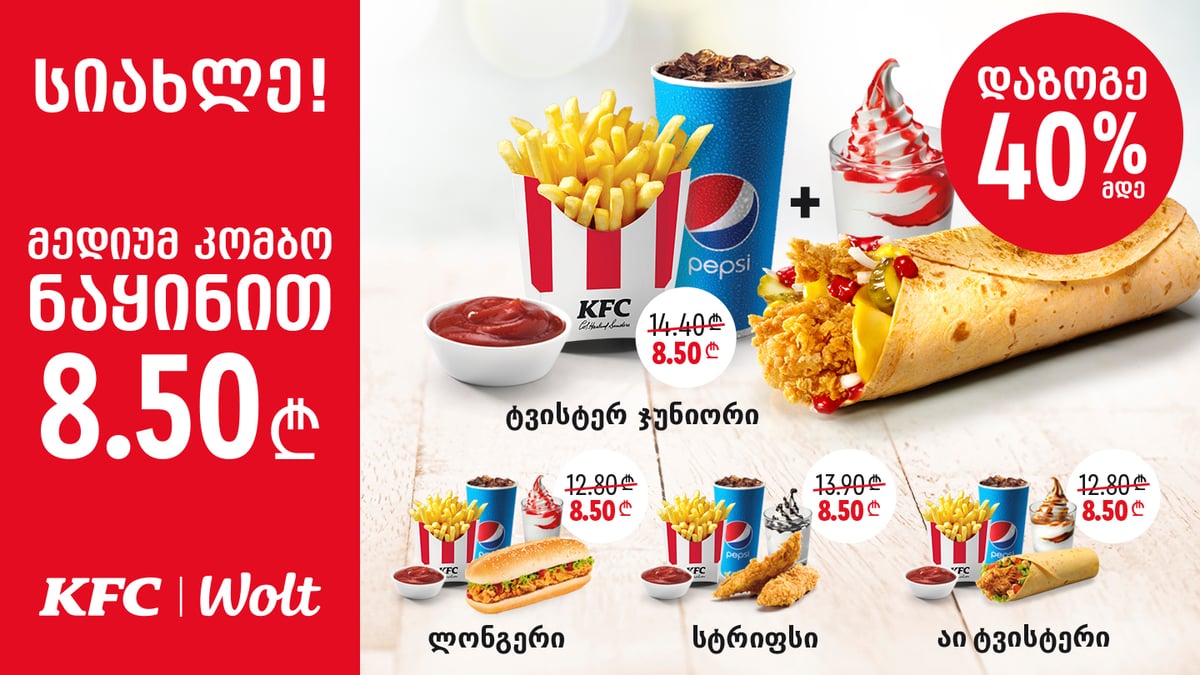 სიახლე!
მედიუმ კომბო
ნაყინით
8.50 ₾
KFC | Wolt
დაზოგე
40%
მდე
pepsi
+
KFC
14.40 ₾
8.50 ₾
ტვისტერ ჯუნიორი
12.80 ₾
8.50 ₾
ლონგერი
13.90 ₾
8.50 ₾
pepsi
სტრიფსი
12.80 ₾
8.50 ₾
აი ტვისტერი